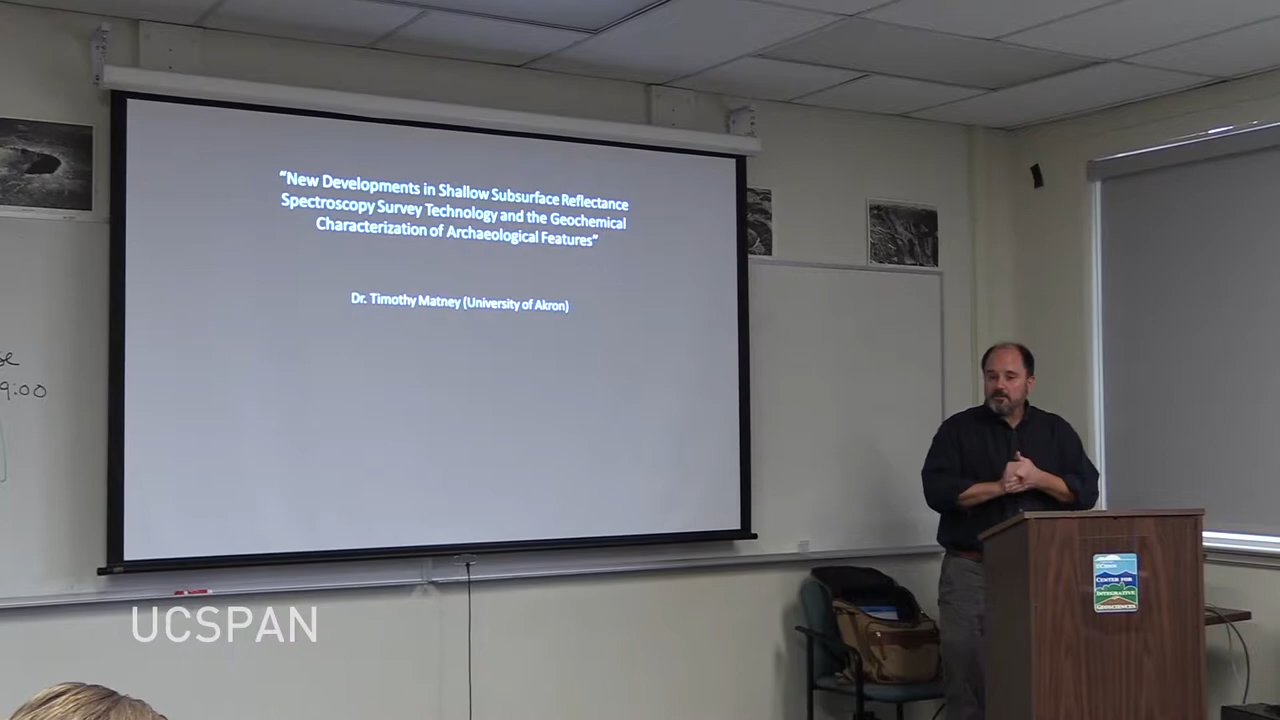 “New Developments in Shallow Subsurface Reflectance
Spectroscopy Survey Technology and the Geochemical
Characterization of Archaeological Features”
Dr. Timothy Matney (University of Akron)
9:00
CENTER FOR
INTEGRATIVE
GEOSCIENCES
UCSPAN